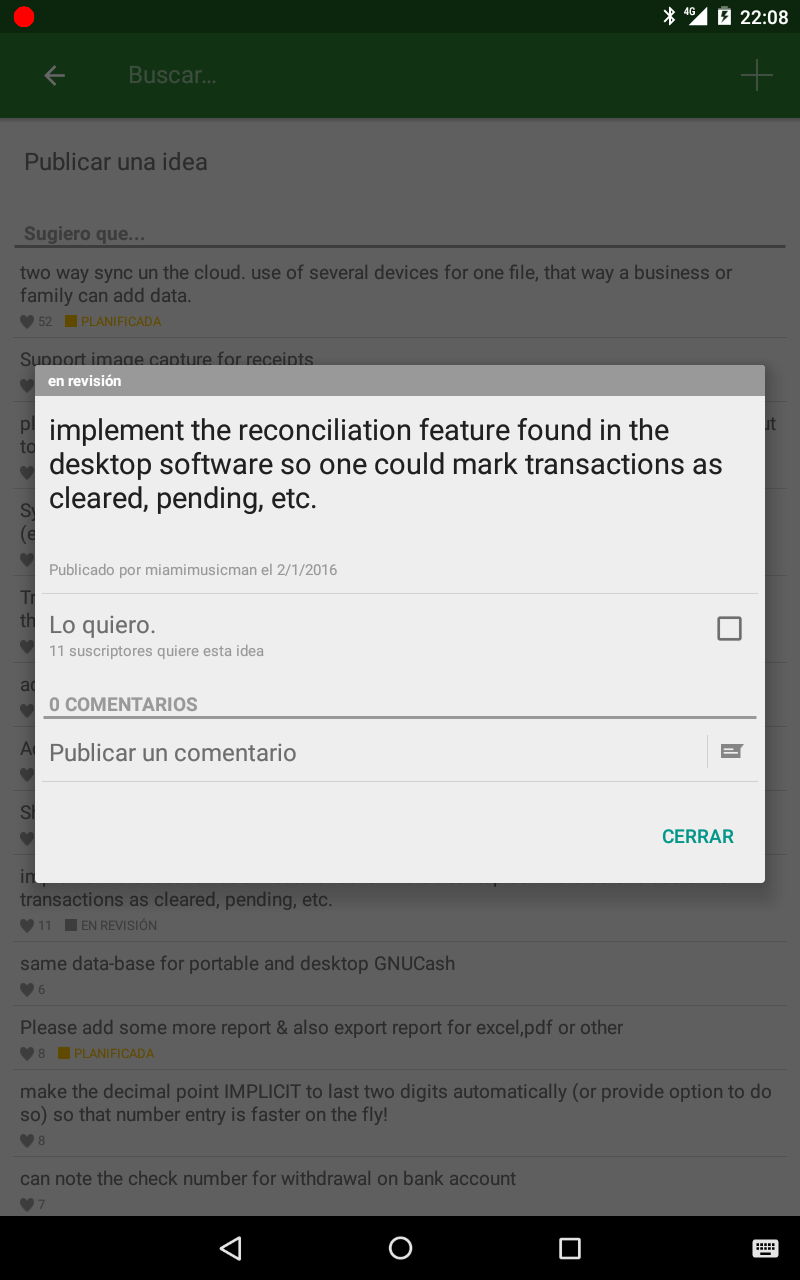 4G 22:08
Buscar...
Publicar una idea
Sugiero que...
two way sync un the cloud. use of several devices for one file, that way a business or
family can add data.
52 PLANIFICADA
Support image capture for receipts
en revisión
implement the reconciliation feature found in the
desktop software so one could mark transactions as
cleared, pending, etc.
Publicado por miamimusicman el 2/1/2016
Lo quiero.
11 suscriptores quiere esta idea
0 COMENTARIOS
Publicar un comentario
CERRAR
transactions as cleared, pending, etc.
11 EN REVISIÓN
same data-base for portable and desktop GNUCash
6
Please add some more report & also export report for excel,pdf or other
8 PLANIFICADA
make the decimal point IMPLICIT to last two digits automatically (or provide option to do
so) so that number entry is faster on the fly!
8
can note the check number for withdrawal on bank account
7